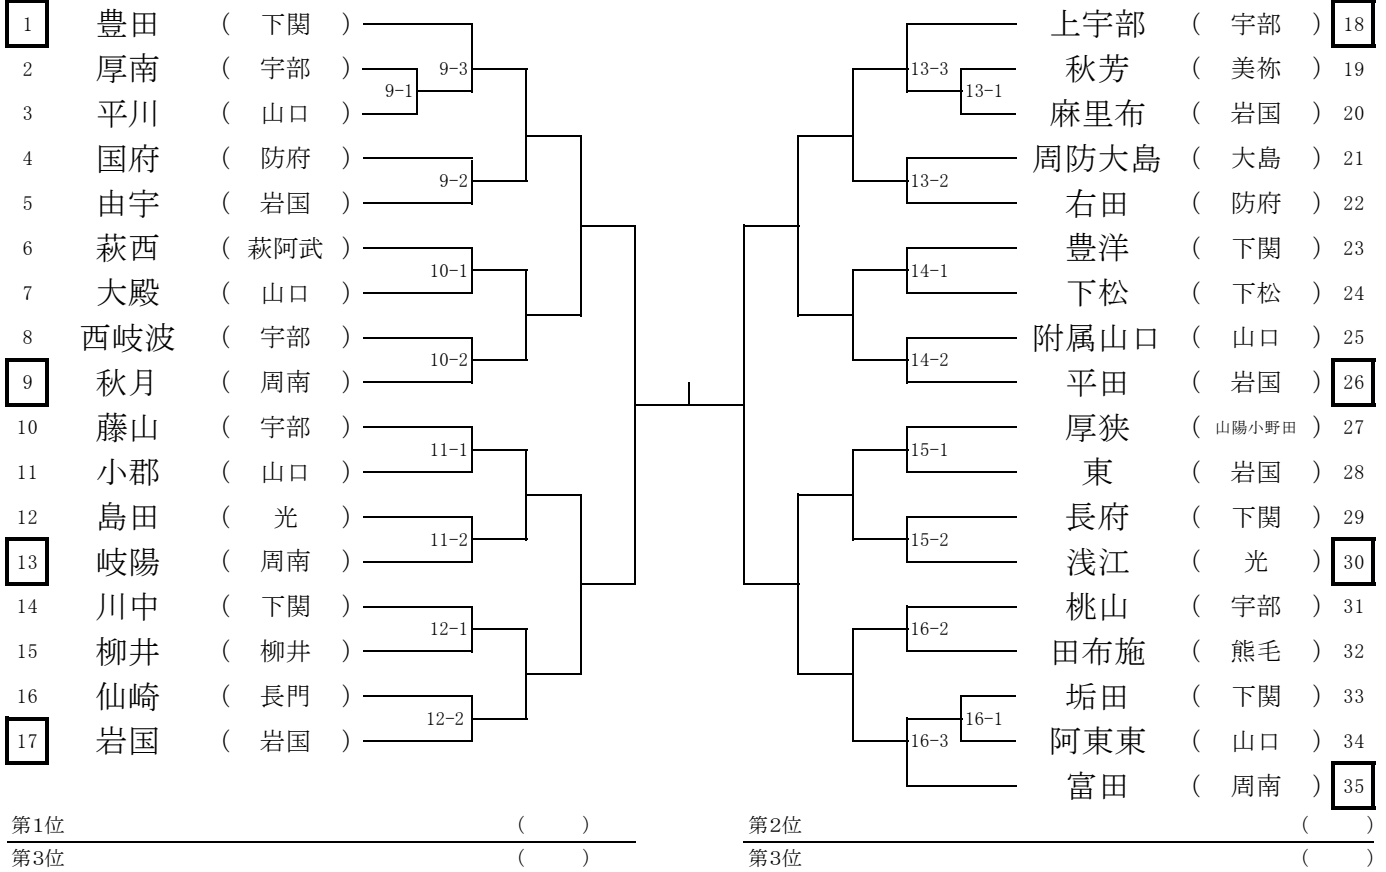 1 豊田 ( 下関 )
2 厚南 ( 宇部 )
3 平川 ( 山口 )
4 国府 ( 防府 )
5 由宇 ( 岩国 )
6 萩西 ( 萩阿武 )
7 大殿 ( 山口 )
8 西岐波 ( 宇部 )
9 秋月 ( 周南 )
10 藤山 ( 宇部 )
11 小郡 ( 山口 )
12 島田 ( 光 )
13 岐陽 ( 周南 )
14 川中 ( 下関 )
15 柳井 ( 柳井 )
16 仙崎 ( 長門 )
17 岩国 ( 岩国 )
9-3
9-1
9-2
10-1
10-2
11-1
11-2
12-1
12-2
13-3
13-1
13-2
14-1
14-2
15-1
15-2
16-2
16-1
16-3
上宇部 ( 宇部 ) 18
秋芳 ( 美祢 ) 19
麻里布 ( 岩国 ) 20
周防大島 ( 大島 ) 21
右田 ( 防府 ) 22
豊洋 ( 下関 ) 23
下松 ( 下松 ) 24
附属山口 ( 山口 ) 25
平田 ( 岩国 ) 26
厚狭 ( 山陽小野田 ) 27
東 ( 岩国 ) 28
長府 ( 下関 ) 29
浅江 ( 光 ) 30
桃山 ( 宇部 ) 31
田布施 ( 熊毛 ) 32
垢田 ( 下関 ) 33
阿東東 ( 山口 ) 34
富田 ( 周南 ) 35
第1位 ( )
第2位 ( )
第3位 ( )
第3位 ( )